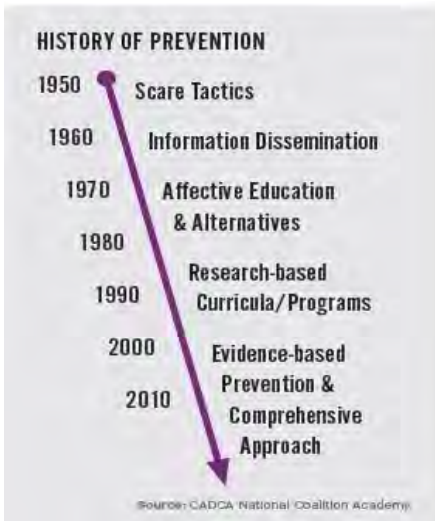 HISTORY OF PREVENTION
1950
Scare Tactics
1960
Information Dissemination
1970
Affective Education
& Alternatives
1980
Research-based
1990
Curricula/Programs
2000
Evidence-based
Prevention &
2010
Comprehensive
Approach
Source: CADCA National Coalition Academy